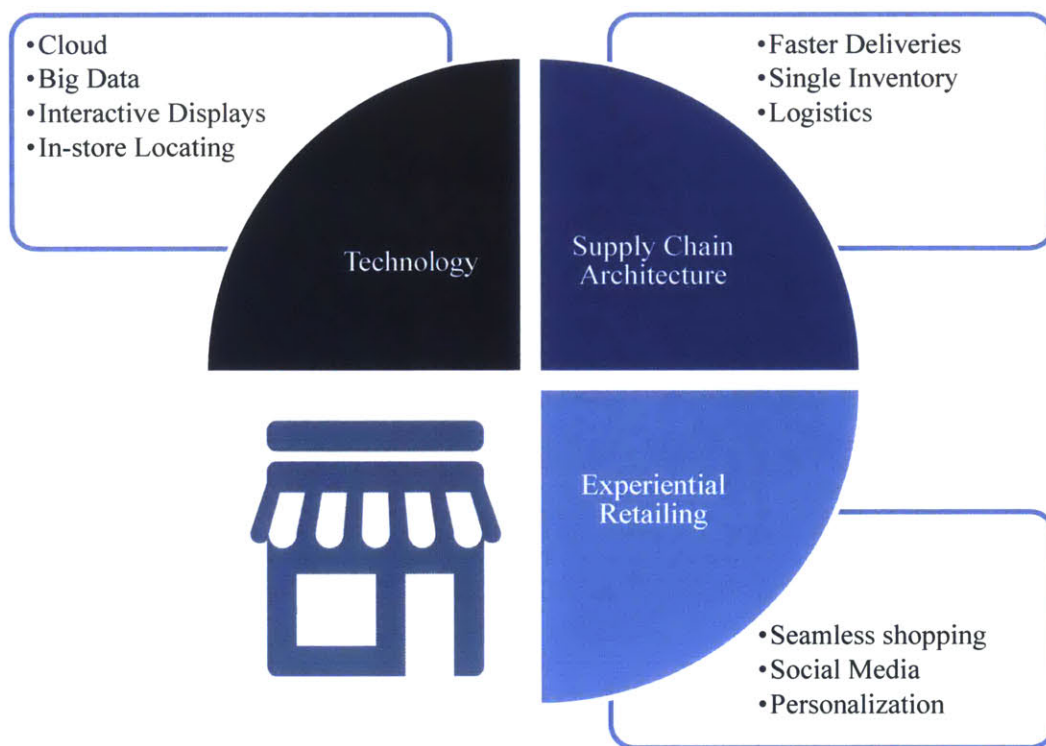 •Cloud
•Big Data
•Interactive Displays
•In-store Locating
•Faster Deliveries
•Single Inventory
•Logistics
Technology
Supply Chain
Architecture
Experiential
Retailing
•Seamless shopping
•Social Media
•Personalization